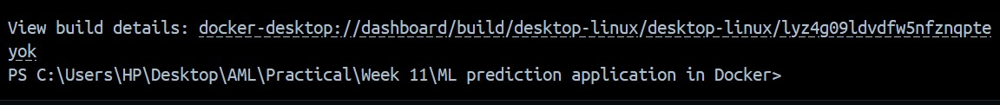 View build details: docker-desktop://dashboard/build/desktop-linux/desktop-linux/lyz4g09ldvdfw5nfznqpte
yok
PS C:\Users\HP\Desktop\AML\Practical\Week 11\ML prediction application in Docker>